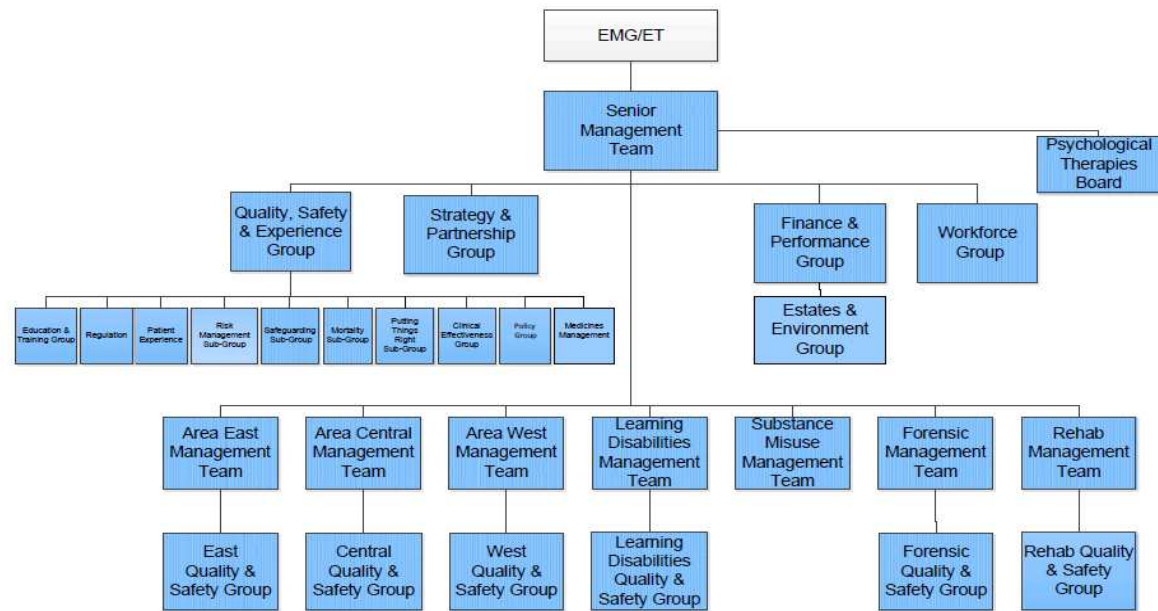 EMG/ET
Senior
Management
Team
Psychological
Therapies
Board
Quality, Safety
& Experience
Group
Strategy &
Partnership
Group
Finance &
Performance
Group
Workforce
Group
Education &
Training Group
Regulation
Patient
Experience
Risk
Management
Sub-Group
Safeguarding
Sub-Group
Mortality
Sub-Group
Putting
Things
Right
Sub-Group
Clinical
Effectiveness
Group
Policy
Group
Medicines
Management
Estates &
Environment
Group
Area East
Management
Team
Area Central
Management
Team
Area West
Management
Team
Learning
Disabilities
Management
Team
Substance
Misuse
Management
Team
Forensic
Management
Team
Rehab
Management
Team
East
Quality &
Safety Group
Central
Quality &
Safety Group
West
Quality &
Safety Group
Learning
Disabilities
Quality &
Safety Group
Forensic
Quality &
Safety Group
Rehab Quality
& Safety
Group